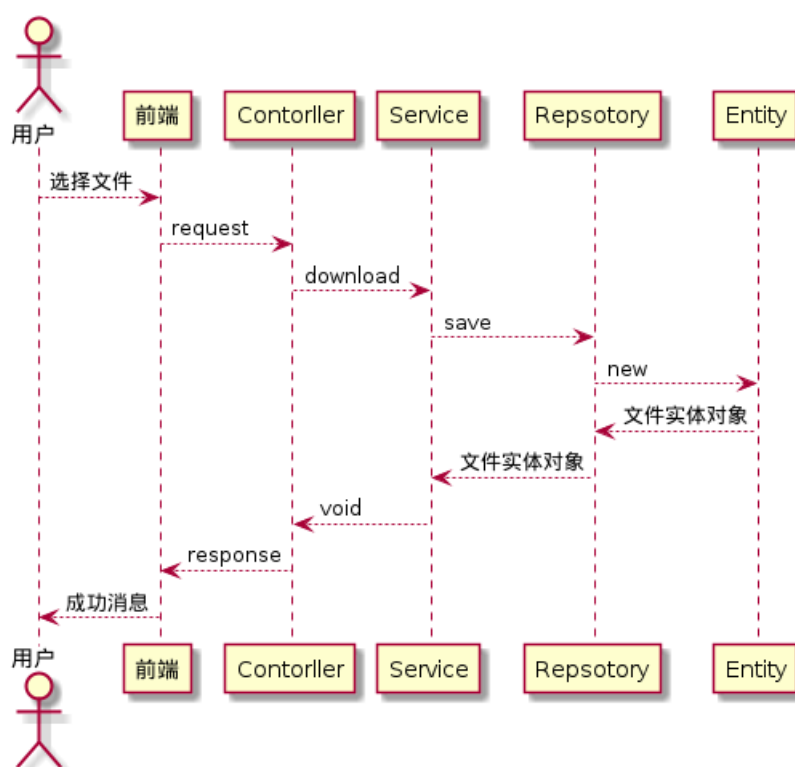 用户
前端
Contorller
Service
Repsotory
Entity
选择文件
request
download
save
new
文件实体对象
文件实体对象
void
response
成功消息
用户
前端
Contorller
Service
Repsotory
Entity